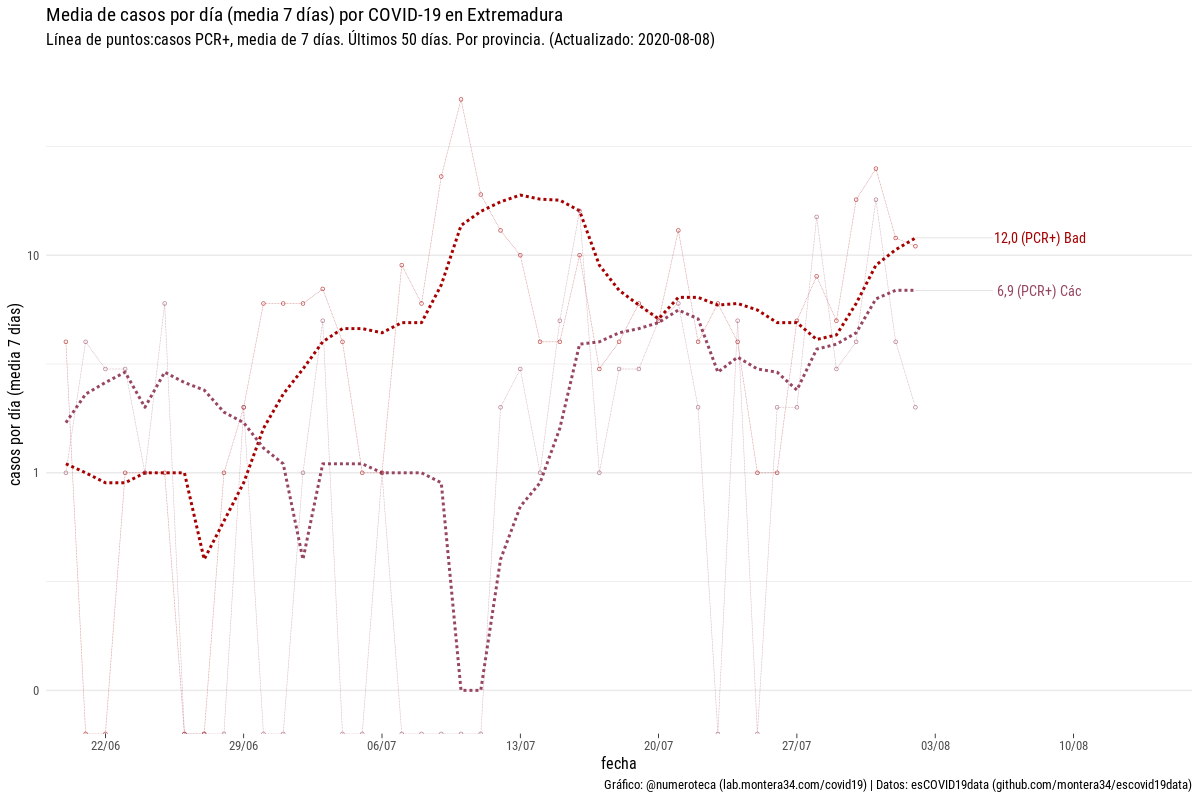 Media de casos por día (media 7 días) por COVID-19 en Extremadura
Línea de puntos:casos PCR+, media de 7 días. Últimos 50 días. Por provincia. (Actualizado: 2020-08-08)
casos por día (media 7 días)
10
1
0
12,0 (PCR+) Bad
6,9 (PCR+) Các
22/06
29/06
06/07
13/07
20/07
27/07
03/08
10/08
fecha
Gráfico: @numeroteca (lab.montera34.com/covid19) | Datos: esCOVID19data (github.com/montera34/escovid19data)